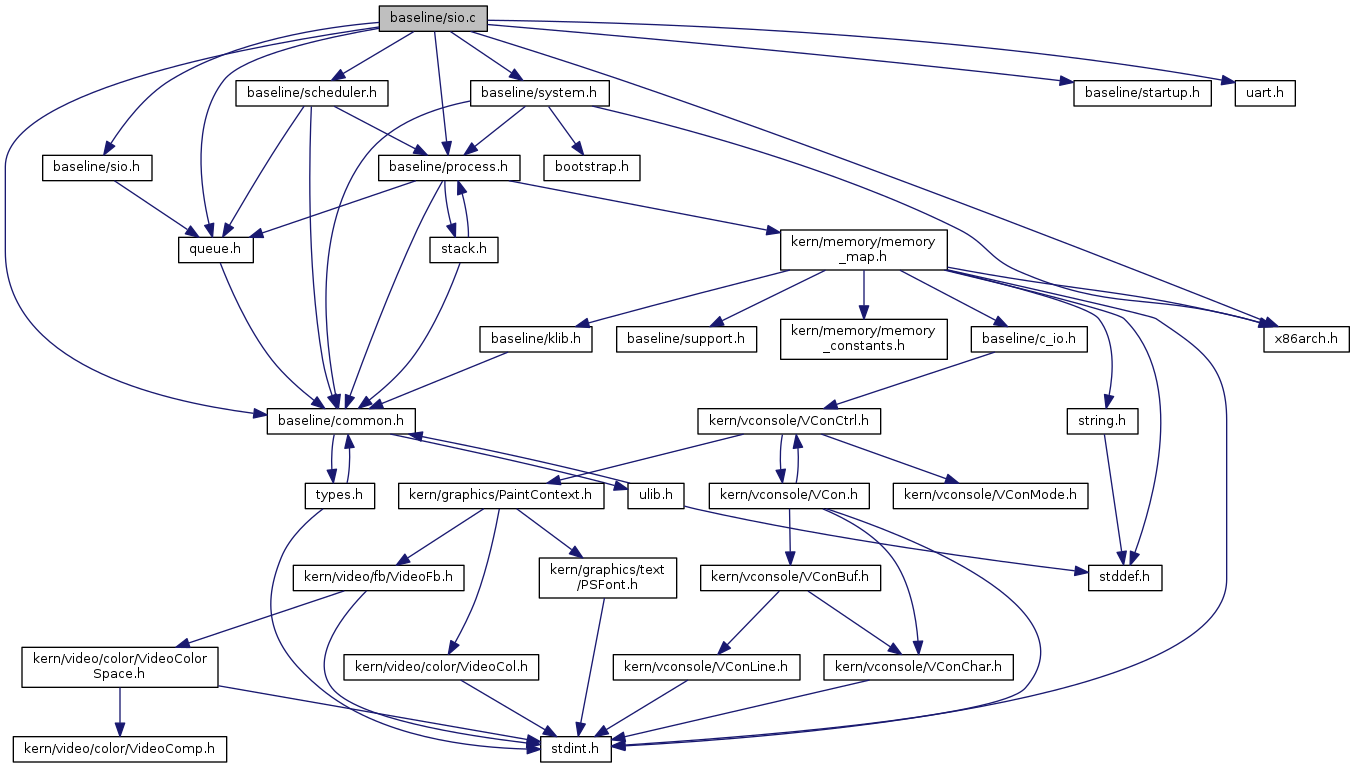 baseline/sio.c
baseline/scheduler.h
baseline/system.h
baseline/startup.h
uart.h
baseline/sio.h
baseline/process.h
bootstrap.h
queue.h
stack.h
kern/memory/memory
_map.h
baseline/klib.h
baseline/support.h
kern/memory/memory
_constants.h
baseline/c_io.h
x86arch.h
baseline/common.h
kern/vconsole/VConCtrl.h
string.h
types.h
kern/graphics/PaintContext.h
ulib.h
kern/vconsole/VCon.h
kern/vconsole/VConMode.h
kern/video/fb/VideoFb.h
kern/graphics/text
/PSFont.h
kern/vconsole/VConBuf.h
stddef.h
kern/video/color/VideoColor
Space.h
kern/video/color/VideoCol.h
kern/vconsole/VConLine.h
kern/vconsole/VConChar.h
kern/video/color/VideoComp.h
stdint.h